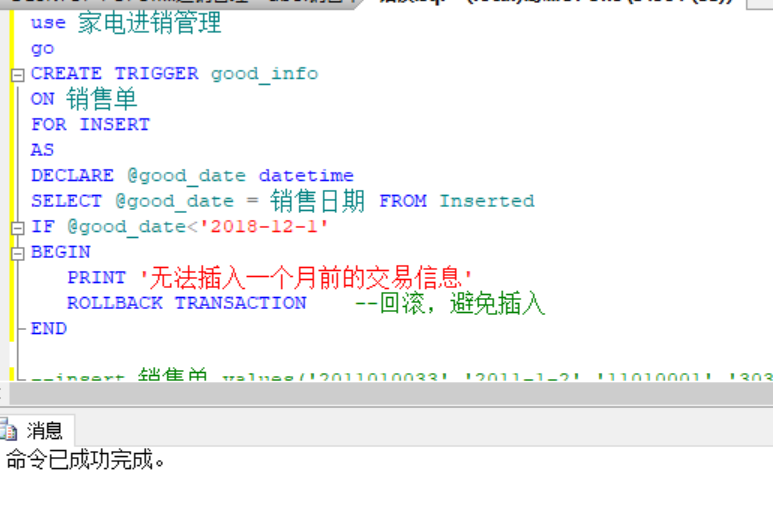 use 家电进销管理
go
CREATE TRIGGER good_info
ON 销售单
FOR INSERT
AS
DECLARE @good_date datetime
SELECT @good_date = 销售日期 FROM Inserted
IF @good_date<'2018-12-1'
BEGIN
PRINT '无法插入一个月前的交易信息'
ROLLBACK TRANSACTION --回滚，避免插入
END
--insert 销售单 values('2011010033' '2011-1-2' '11010001' '303
消息
命令已成功完成。